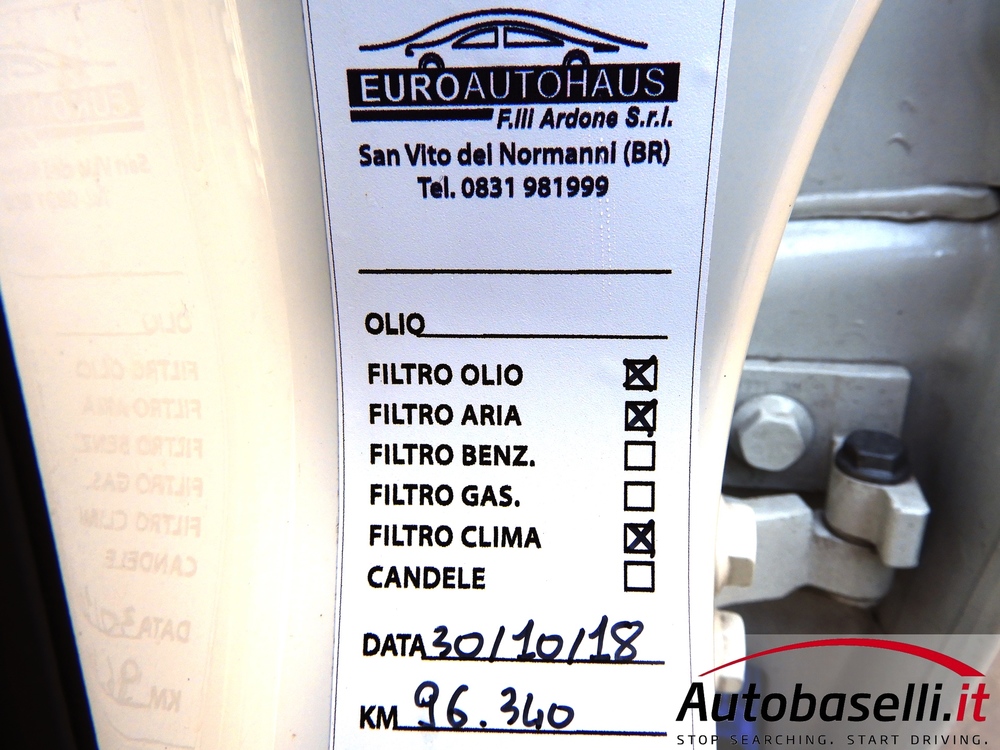 EUROAUTOHAUS
F.lli Ardone S.r.l.
San Vito dei Normanni (BR)
Tel. 0831 981999
OLIO
FILTRO OLIO
FILTRO ARIA
FILTRO BENZ.
FILTRO GAS.
FILTRO CLIMA
CANDELE
DATA 30/10/18
KM 96.340
Autobaselli.it
STOP SEARCHING. START DRIVING.